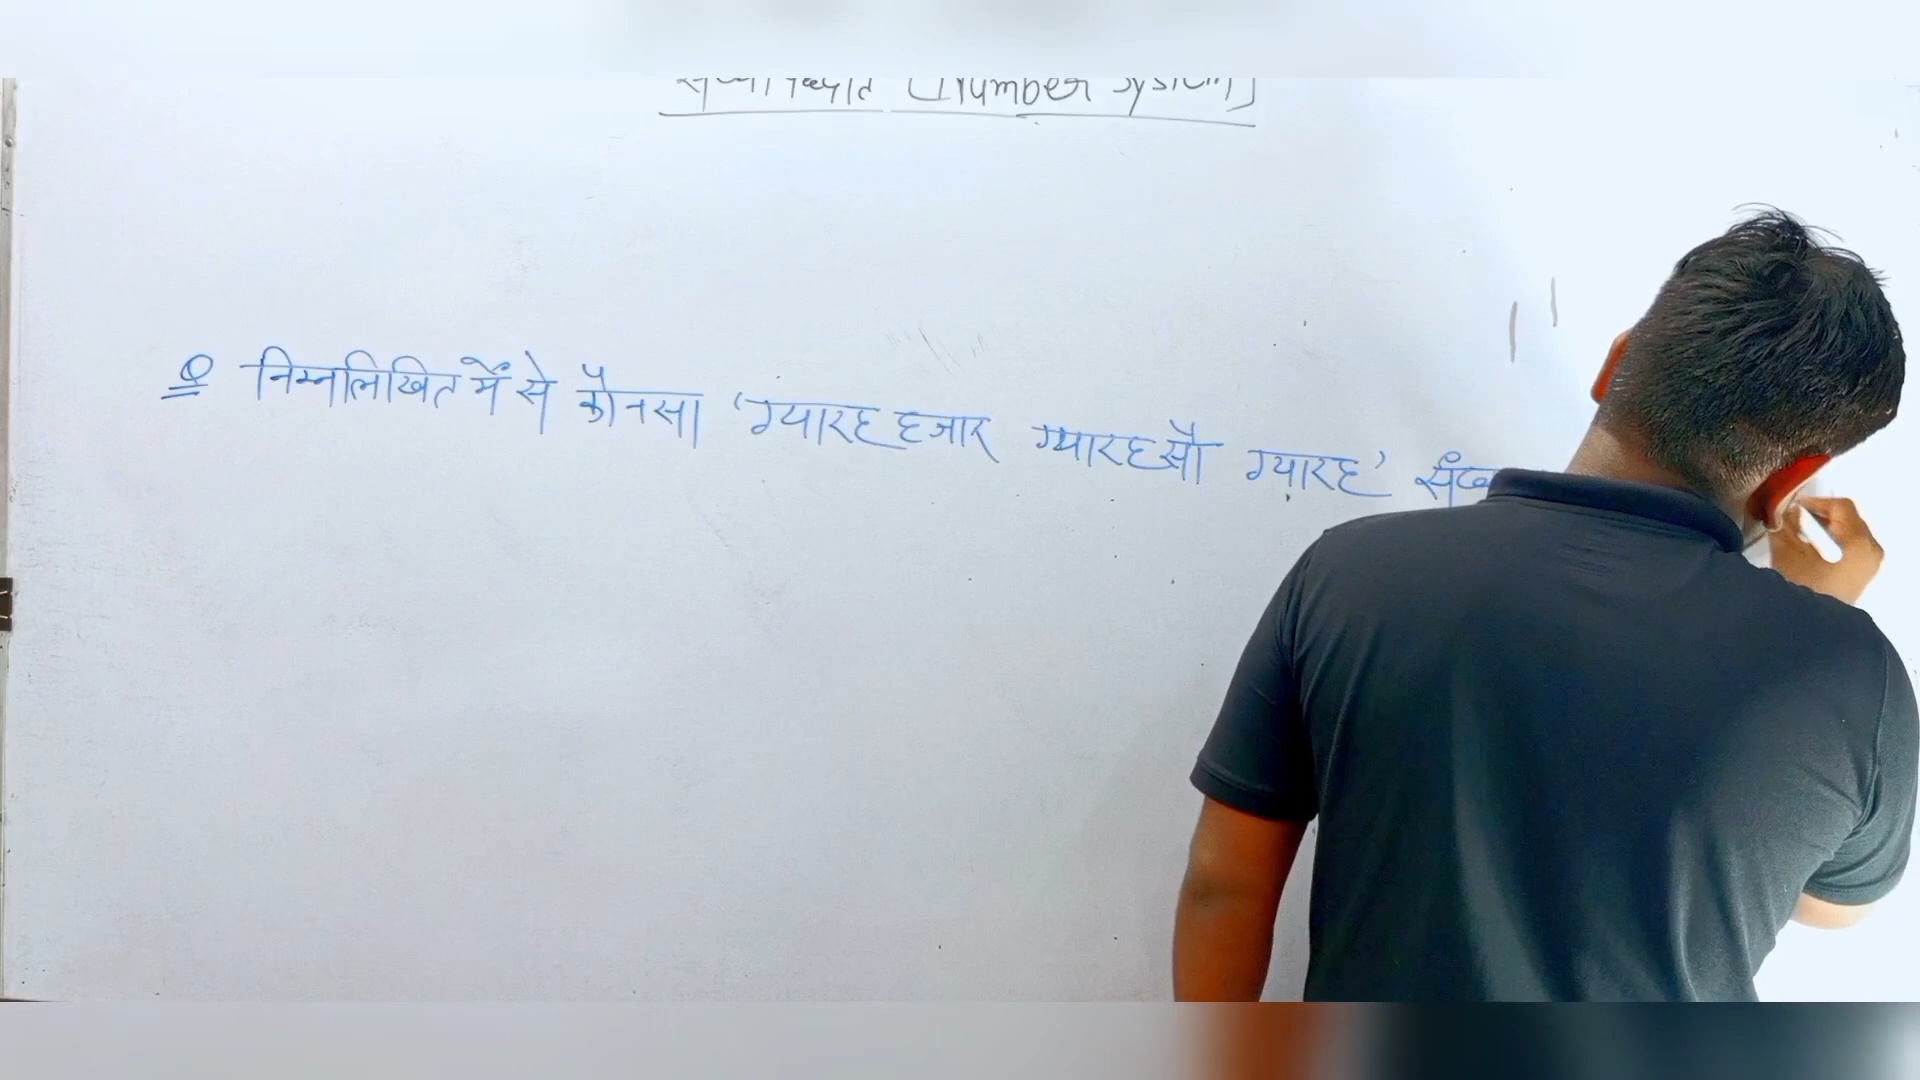 [Number System]
Q निम्नलिखित में से कौनसा 'ग्यारह हजार ग्यारह सौ ग्यारह'